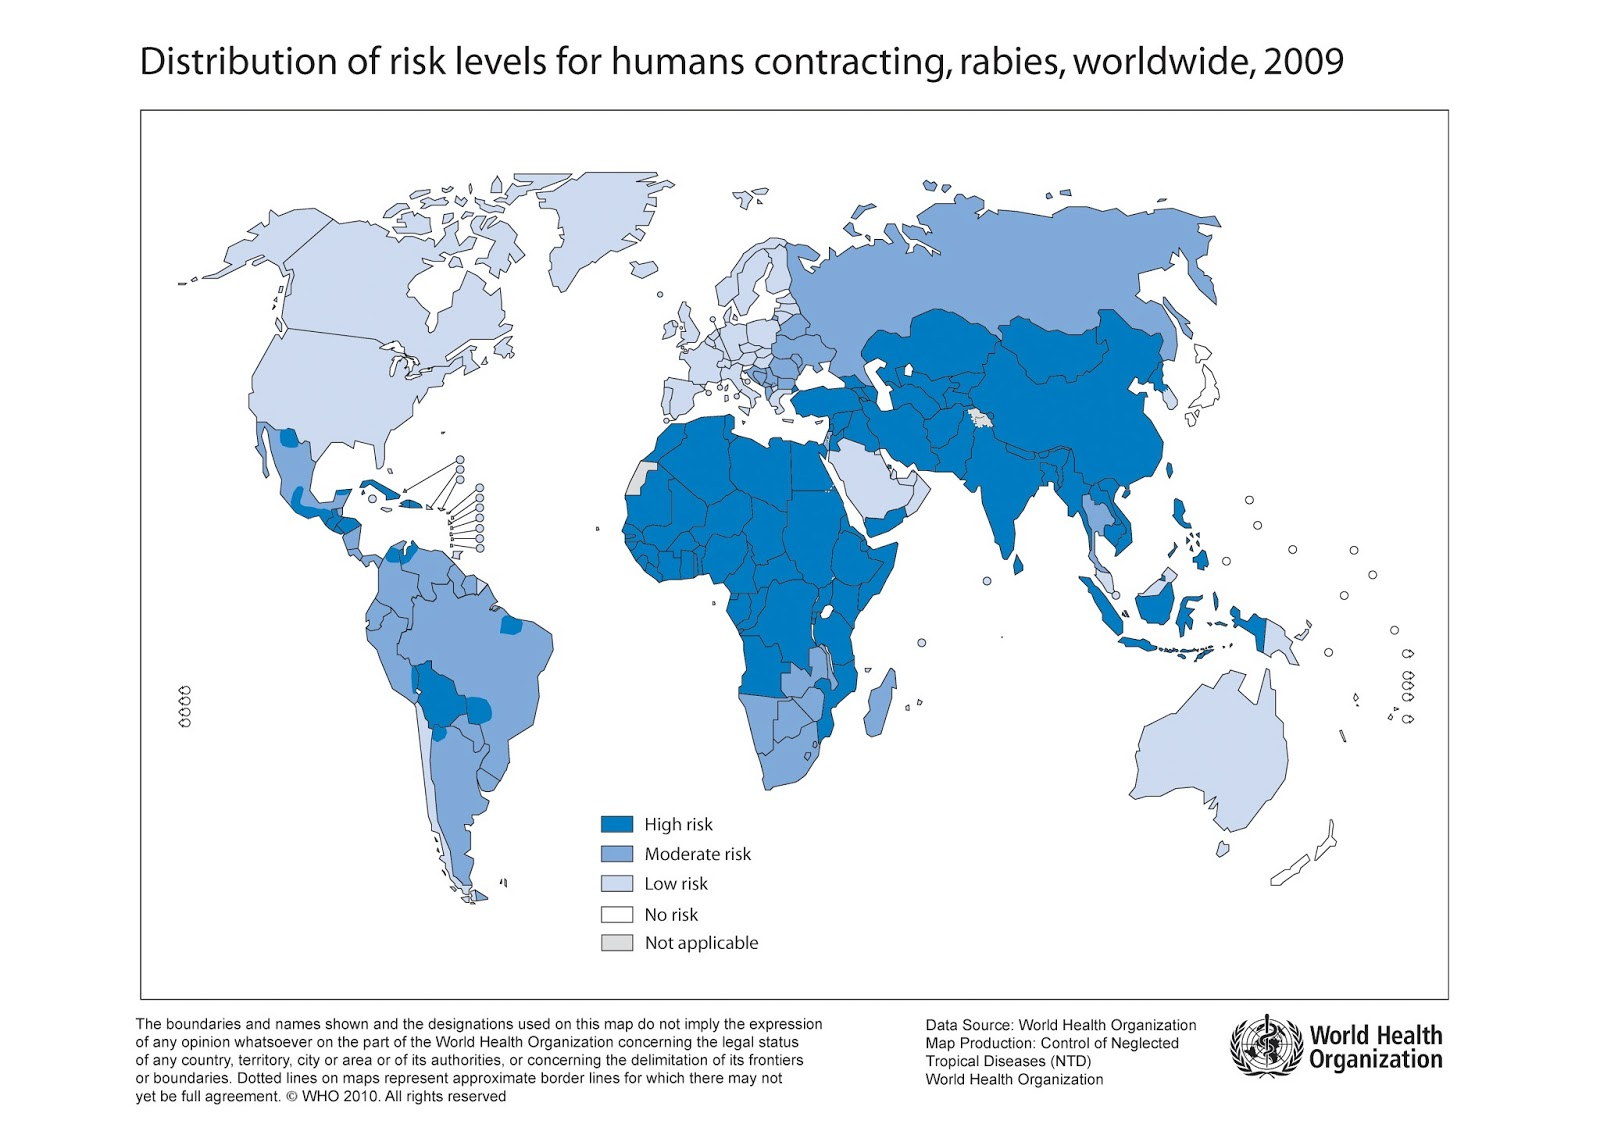 Distribution of risk levels for humans contracting, rabies, worldwide, 2009
High risk
Moderate risk
Low risk
No risk
Not applicable
The boundaries and names shown and the designations used on this map do not imply the expression
of any opinion whatsoever on the part of the World Health Organization concerning the legal status
of any country, territory, city or area or of its authorities, or concerning the delimitation of its frontiers
or boundaries. Dotted lines on maps represent approximate border lines for which there may not
yet be full agreement. © WHO 2010. All rights reserved
Data Source: World Health Organization
Map Production: Control of Neglected
Tropical Diseases (NTD)
World Health Organization
World Health
Organization